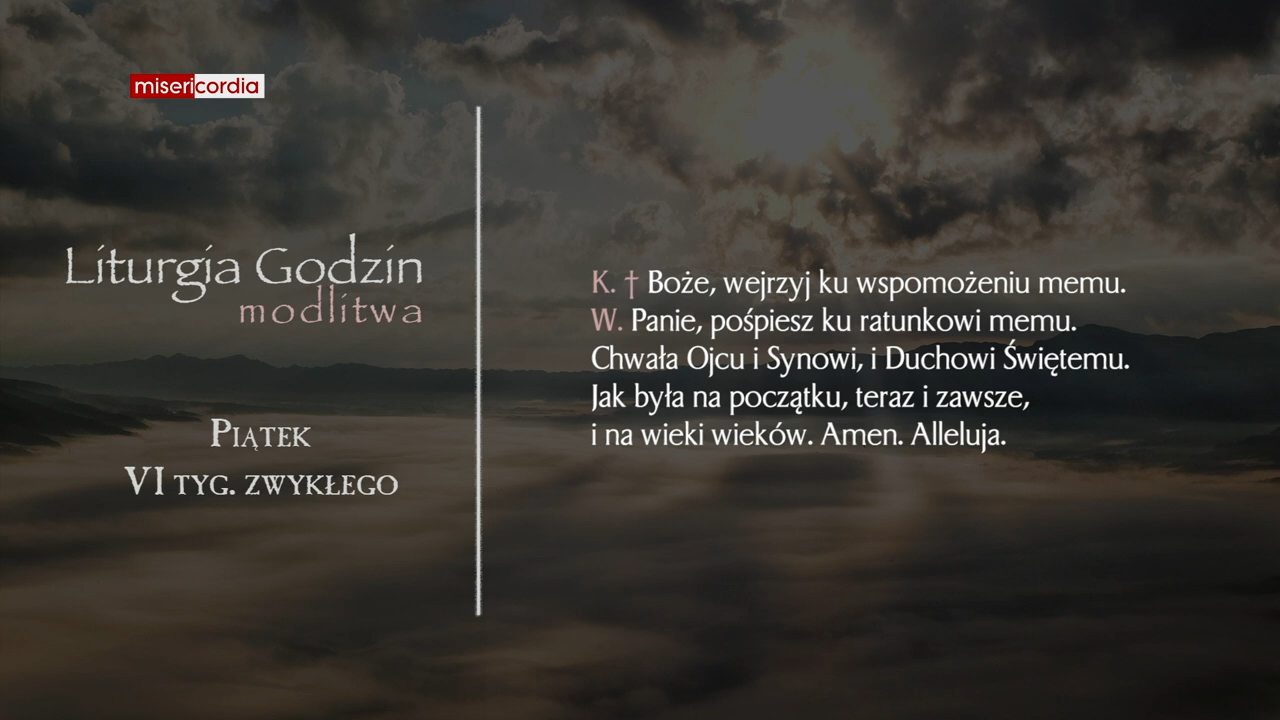 misericordia
Liturgia Godzin
modlitwa
Piątek
VI tyg. zwykłego
K. † Boże, wejrzyj ku wspomożeniu memu.
W. Panie, pośpiesz ku ratunkowi memu.
Chwała Ojcu i Synowi, i Duchowi Świętemu.
Jak była na początku, teraz i zawsze,
i na wieki wieków. Amen. Alleluja.